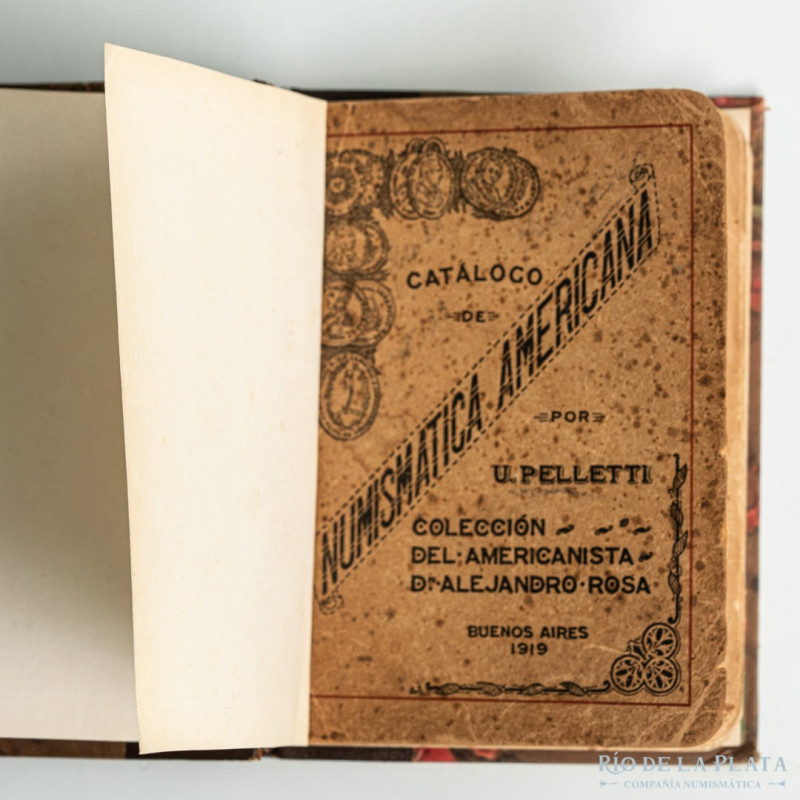 CATÁLOGO
DE
NUMISMÁTICA AMERICANA
POR
U. PELLETTI
COLECCIÓN
DEL AMERICANISTA
Dr. ALEJANDRO ROSA
BUENOS AIRES
1919
RÍO DE LA PLATA
COMPAÑÍA NUMISMÁTICA